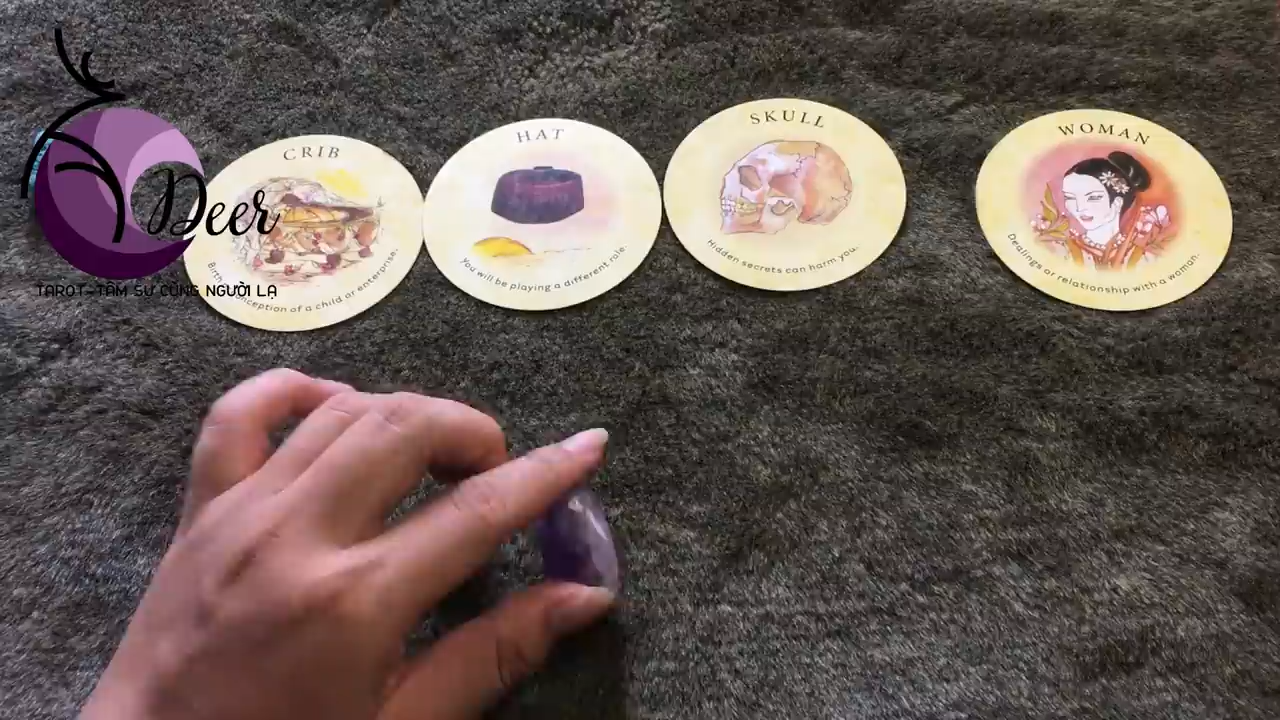 CRIB
Birth conception of a child or enterprise.
HAT
You will be playing a different role.
SKULL
Hidden secrets can harm you.
WOMAN
Dealings or relationship with a woman.
Deer
TAROT-TÂM SỰ CÙNG NGƯỜI LẠ